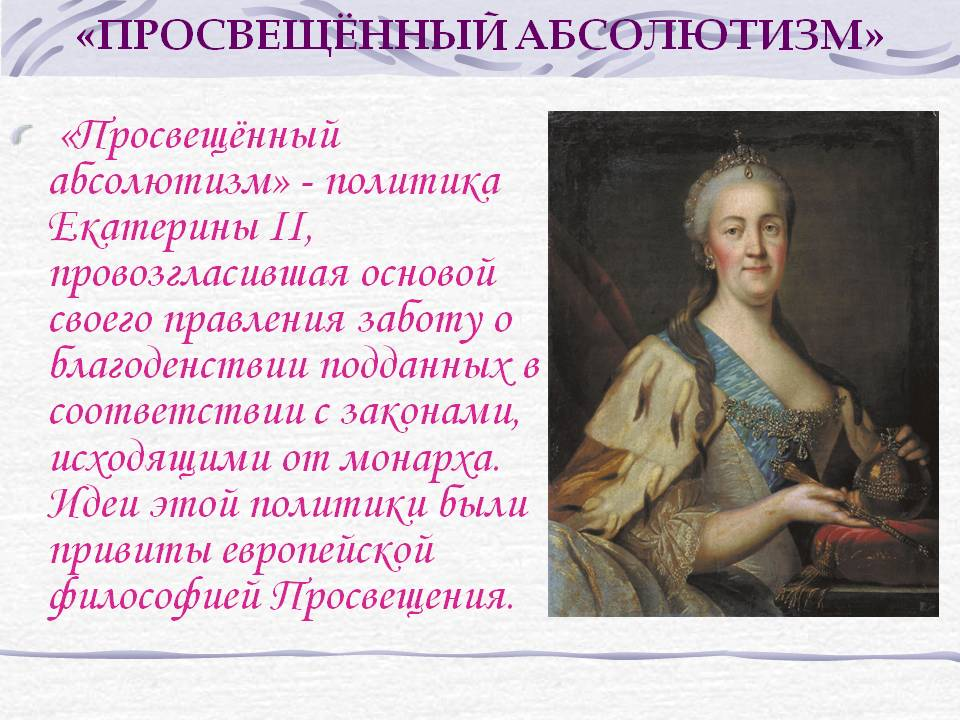 «ПРОСВЕЩЁННЫЙ АБСОЛЮТИЗМ»
«Просвещённый
абсолютизм» - политика
Екатерины II,
провозгласившая основой
своего правления заботу о
благоденствии подданных в
соответствии с законами,
исходящими от монарха.
Идеи этой политики были
привиты европейской
философией Просвещения.